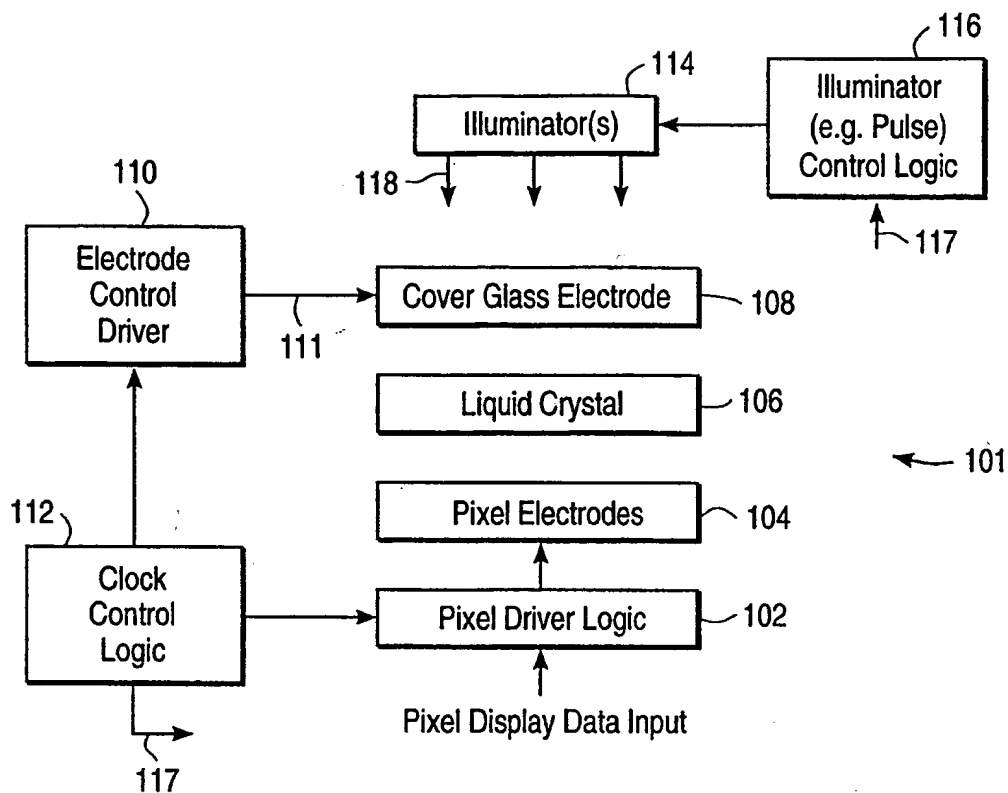 116
114
Illuminator(s)
Illuminator
(e.g. Pulse)
Control Logic
118
117
110
Electrode
Control
Driver
111
Cover Glass Electrode
108
Liquid Crystal
106
101
Pixel Electrodes
104
112
Clock
Control
Logic
Pixel Driver Logic
102
Pixel Display Data Input
117